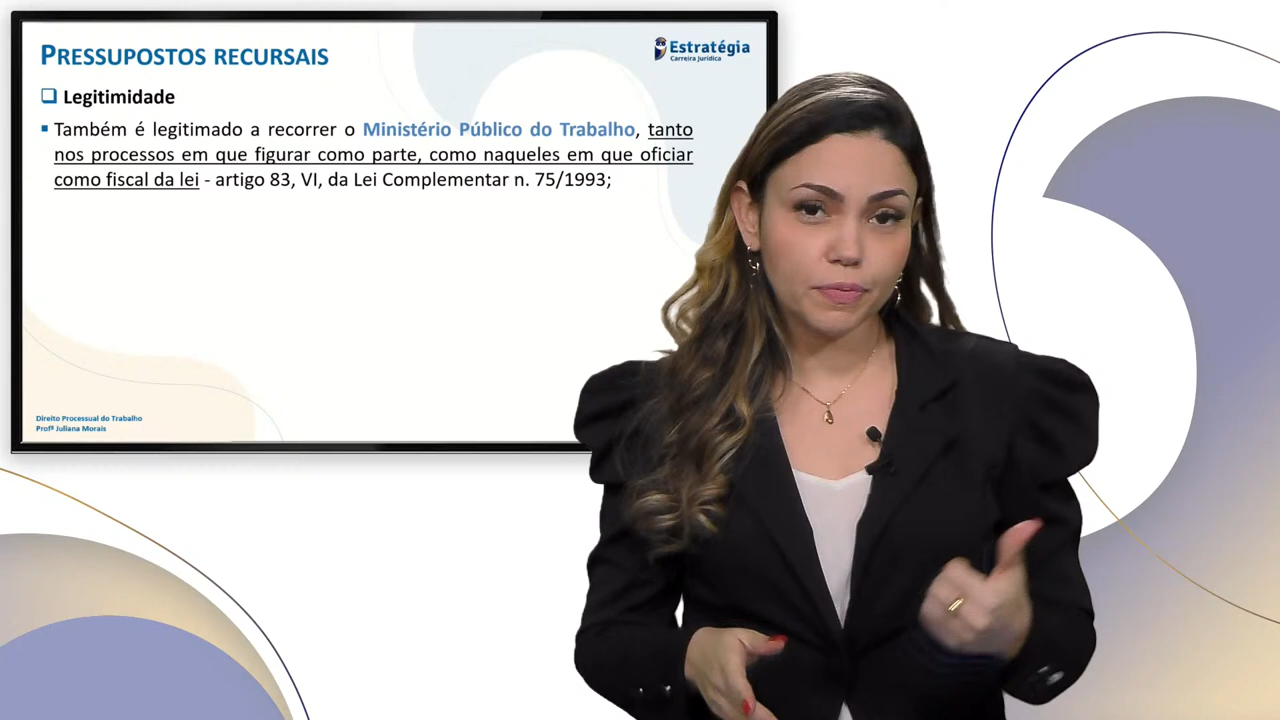 PRESSUPOSTOS RECURSAIS
Estratégia
Carreira Jurídica
Legitimidade
Também é legitimado a recorrer o Ministério Público do Trabalho, tanto
nos processos em que figurar como parte, como naqueles em que oficiar
como fiscal da lei - artigo 83, VI, da Lei Complementar n. 75/1993;
Direito Processual do Trabalho
Profª Juliana Morais